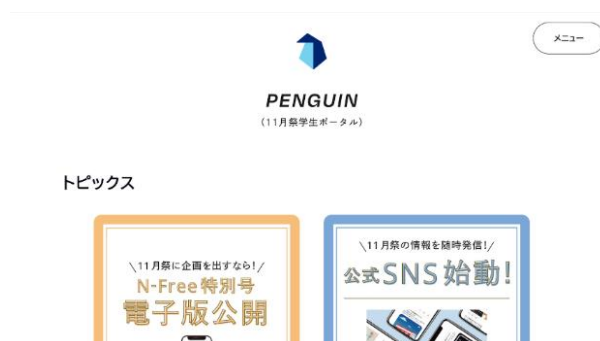 メニュー
PENGUIN
(11月祭学生ポータル)
トピックス
\11月祭に企画を出すなら!/
N-Free特別号
電子版公開
\11月祭の情報を随時発信!/
公式SNS始動!